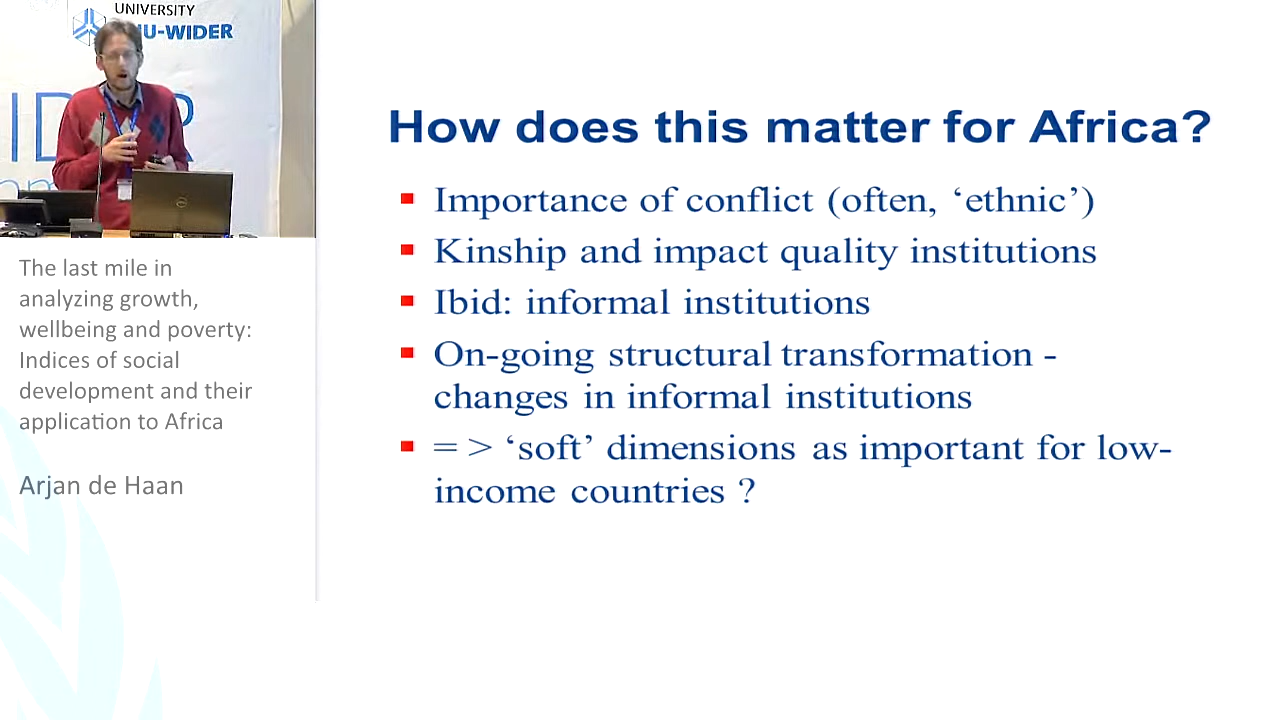 UNIVERSITY
U-WIDER
How does this matter for Africa?
Importance of conflict (often, ‘ethnic’)
Kinship and impact quality institutions
Ibid: informal institutions
On-going structural transformation -
changes in informal institutions
= > ‘soft’ dimensions as important for low-
income countries ?
The last mile in
analyzing growth,
wellbeing and poverty:
Indices of social
development and their
application to Africa
Arjan de Haan